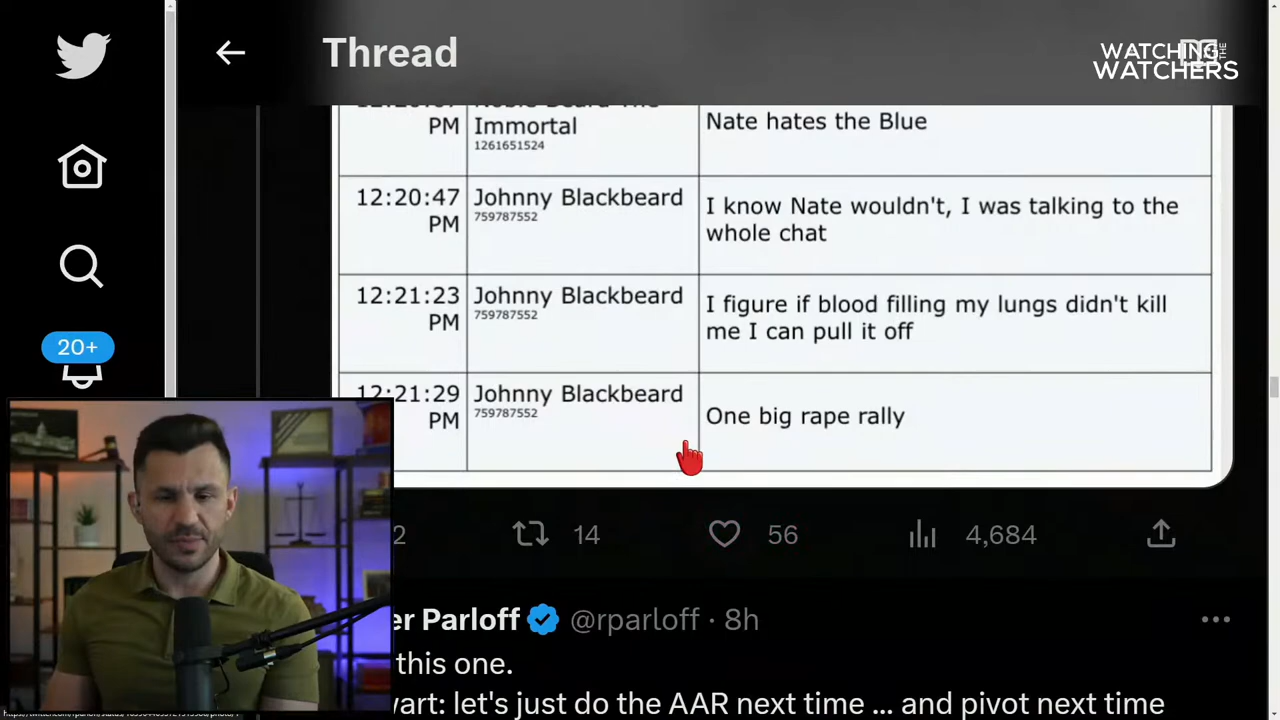 Thread
WATCHING THE
WATCHERS
PM
Immortal
1261651524
Nate hates the Blue
12:20:47
PM
Johnny Blackbeard
759787552
I know Nate wouldn't, I was talking to the
whole chat
12:21:23
PM
Johnny Blackbeard
759787552
I figure if blood filling my lungs didn't kill
me I can pull it off
12:21:29
PM
Johnny Blackbeard
759787552
One big rape rally
20+
2
14
56
4,684
er Parloff @rparloff · 8h
this one.
wart: let's just do the AAR next time ... and pivot next time